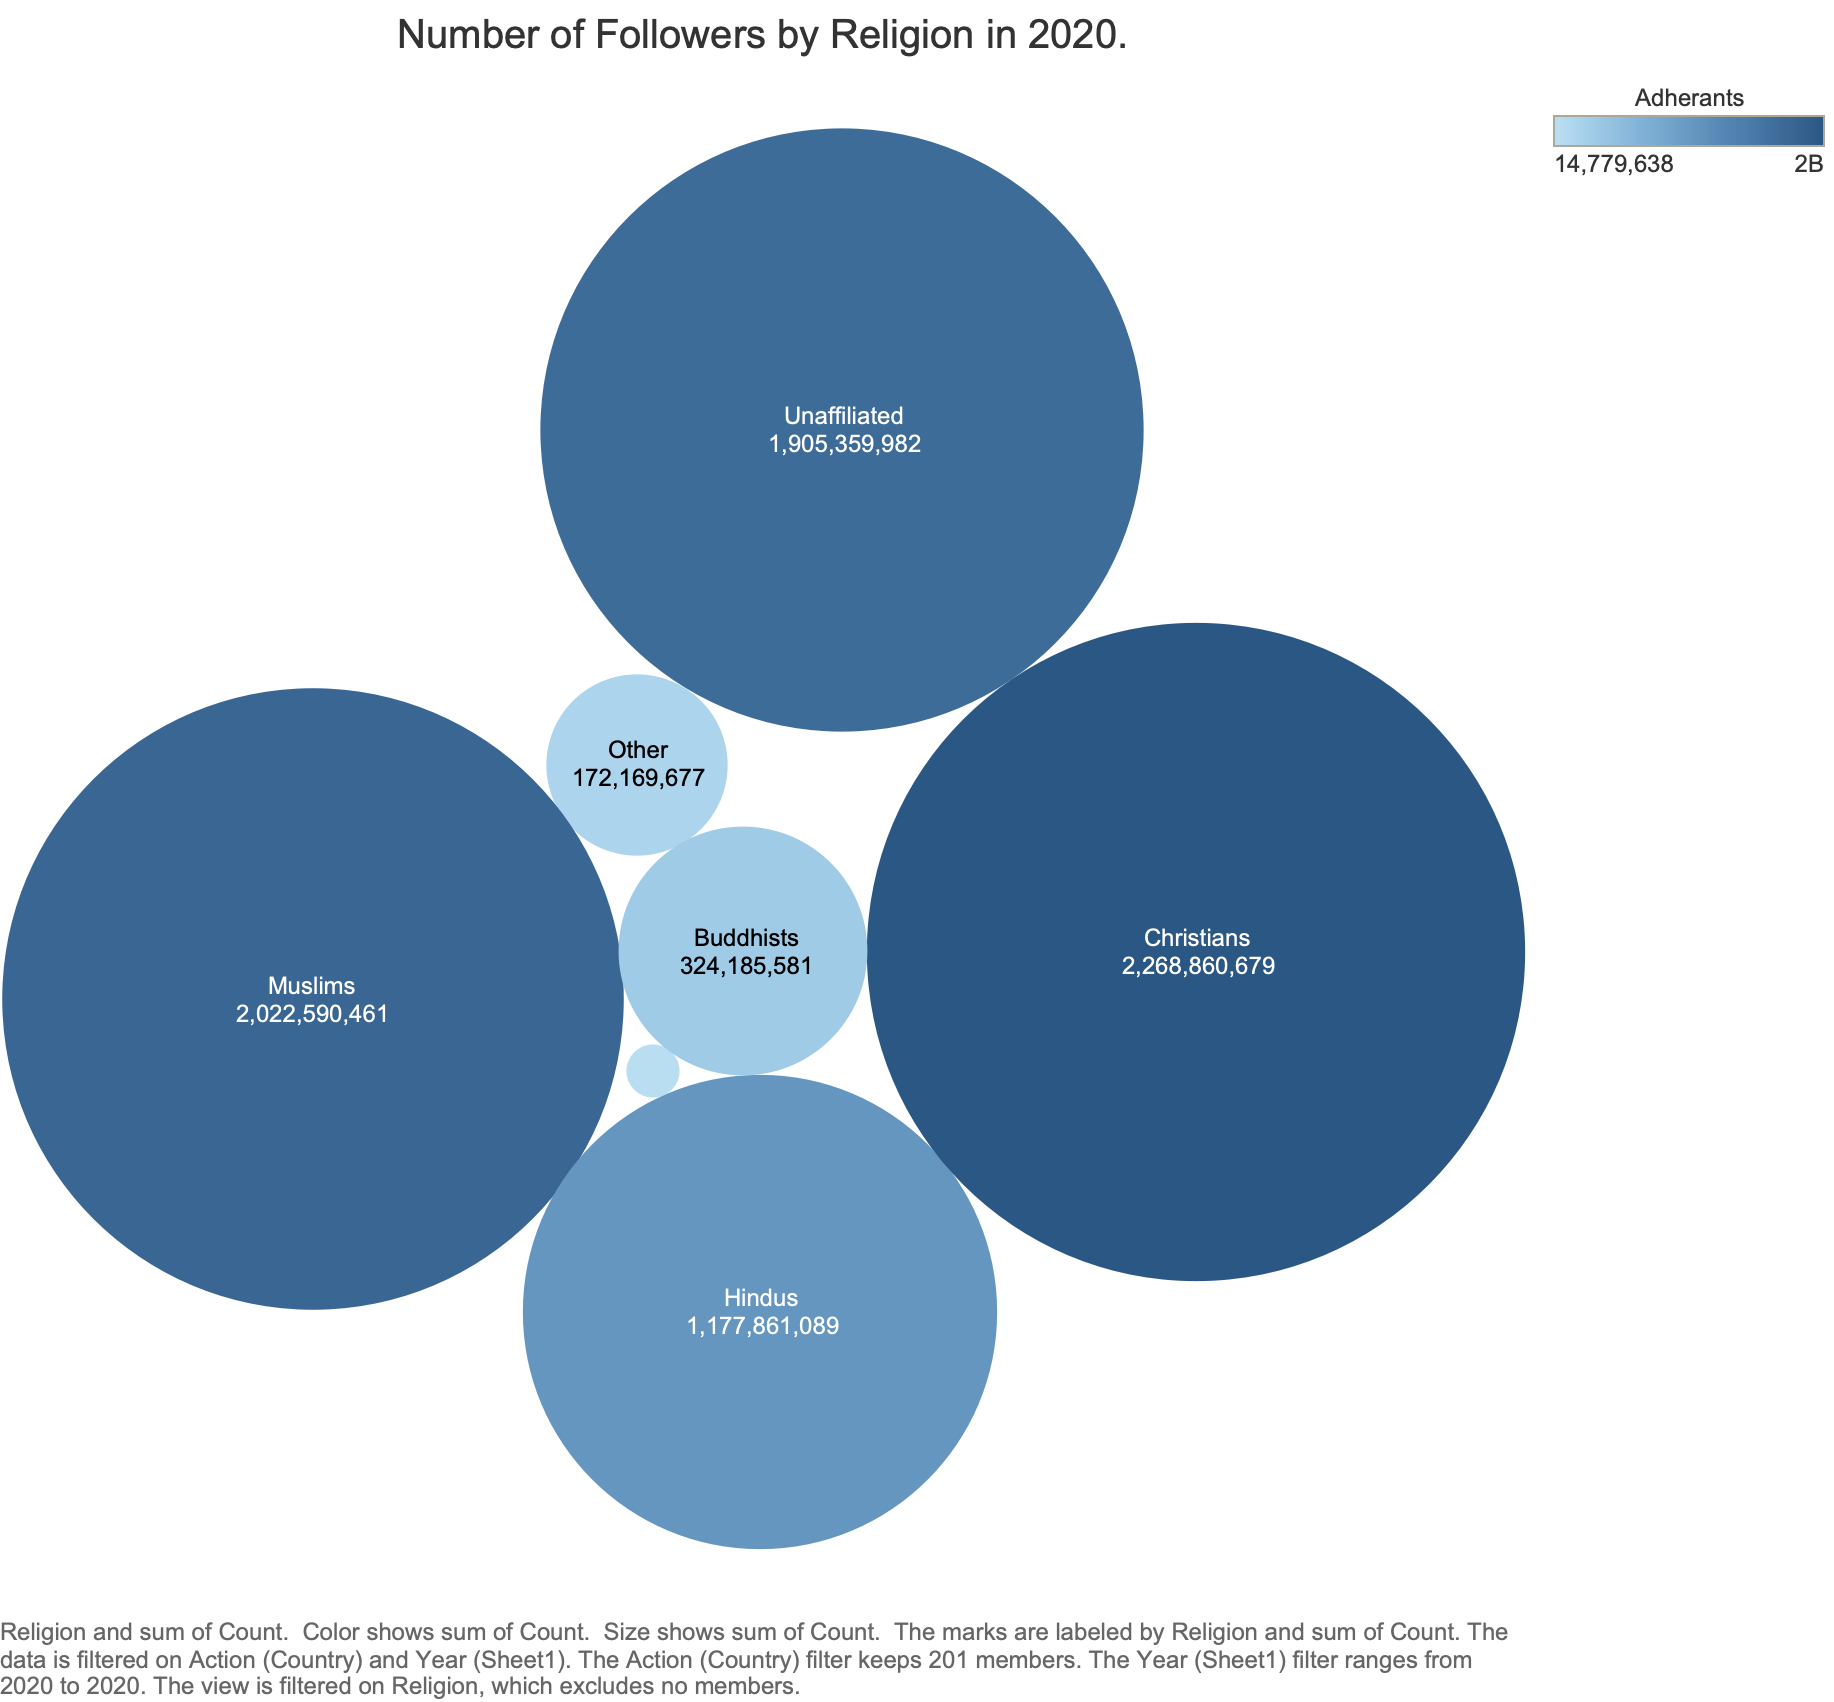 Number of Followers by Religion in 2020.
Adherants
14,779,638 2B
Unaffiliated
1,905,359,982
Other
172,169,677
Buddhists
324,185,581
Christians
2,268,860,679
Muslims
2,022,590,461
Hindus
1,177,861,089
Religion and sum of Count.  Color shows sum of Count.  Size shows sum of Count.  The marks are labeled by Religion and sum of Count. The
data is filtered on Action (Country) and Year (Sheet1). The Action (Country) filter keeps 201 members. The Year (Sheet1) filter ranges from
2020 to 2020. The view is filtered on Religion, which excludes no members.